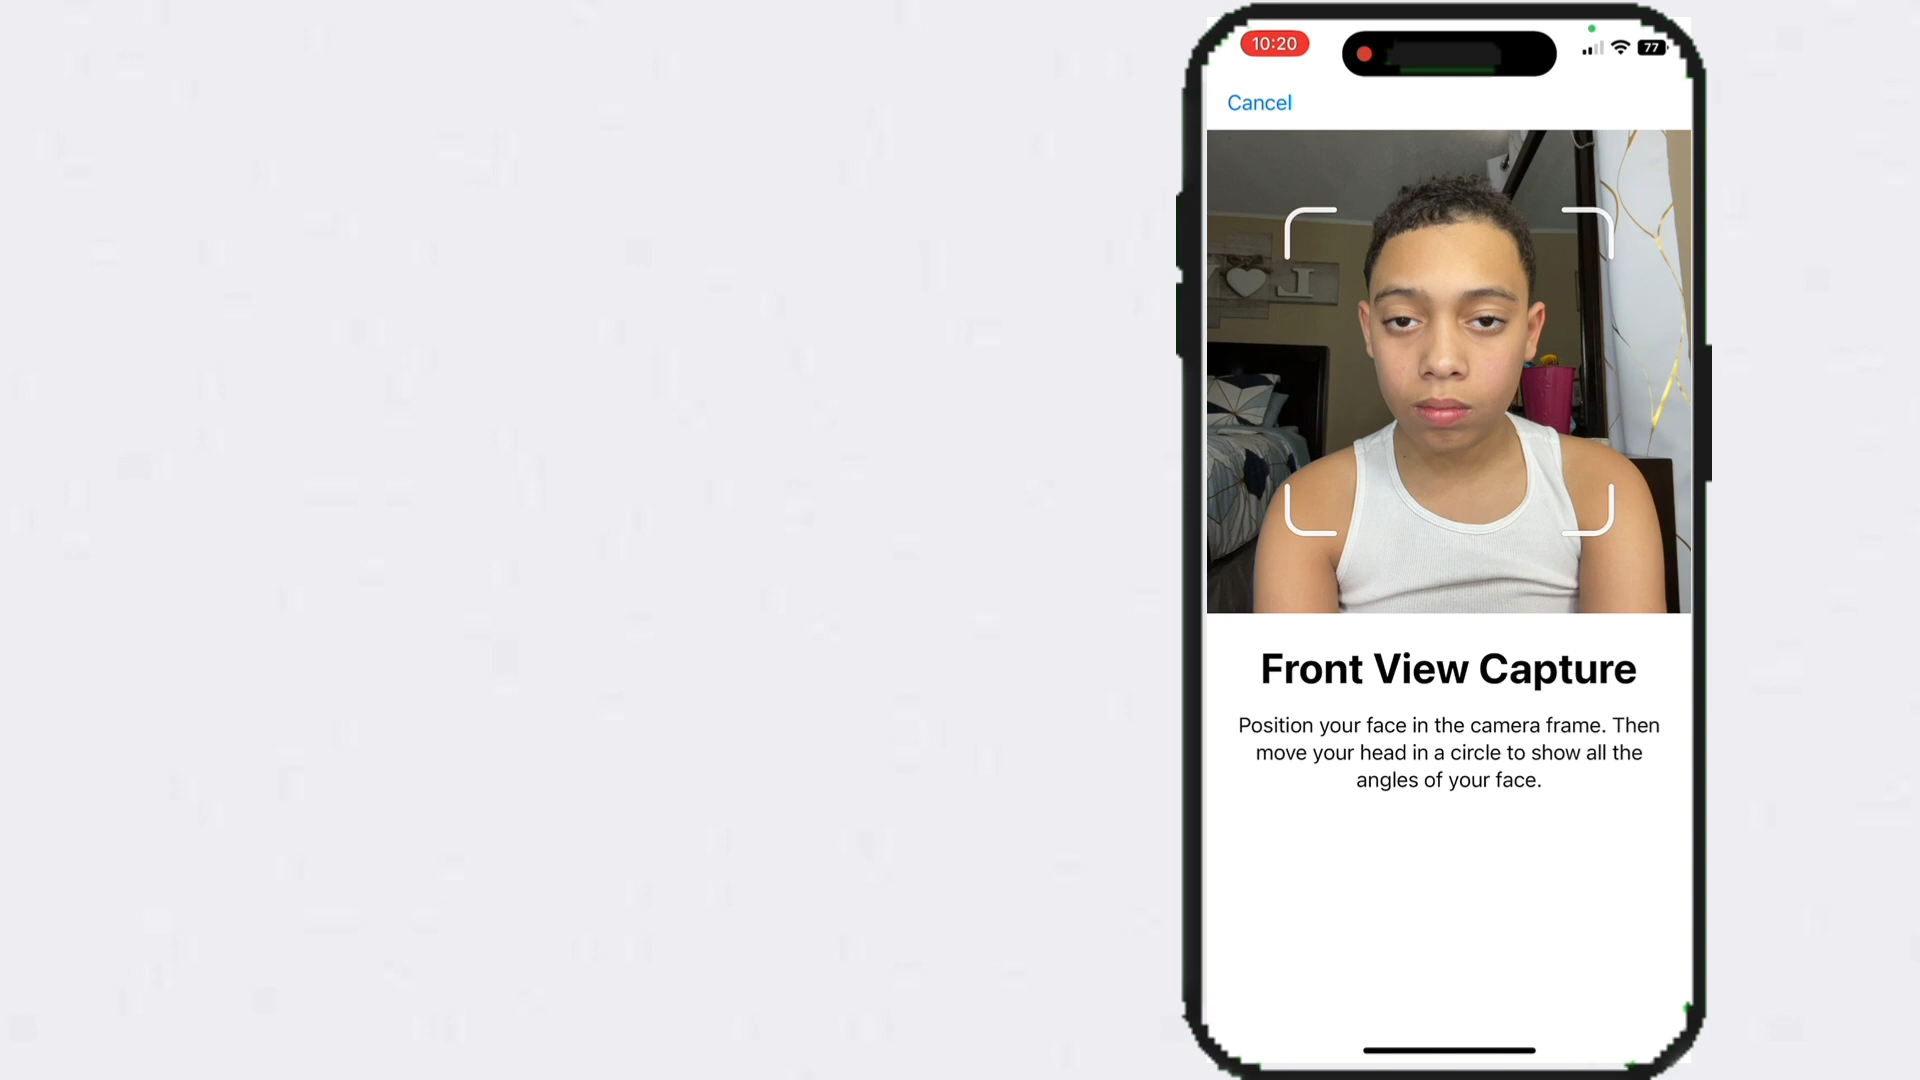 10:20
77
Cancel
L
Front View Capture
Position your face in the camera frame. Then
move your head in a circle to show all the
angles of your face.